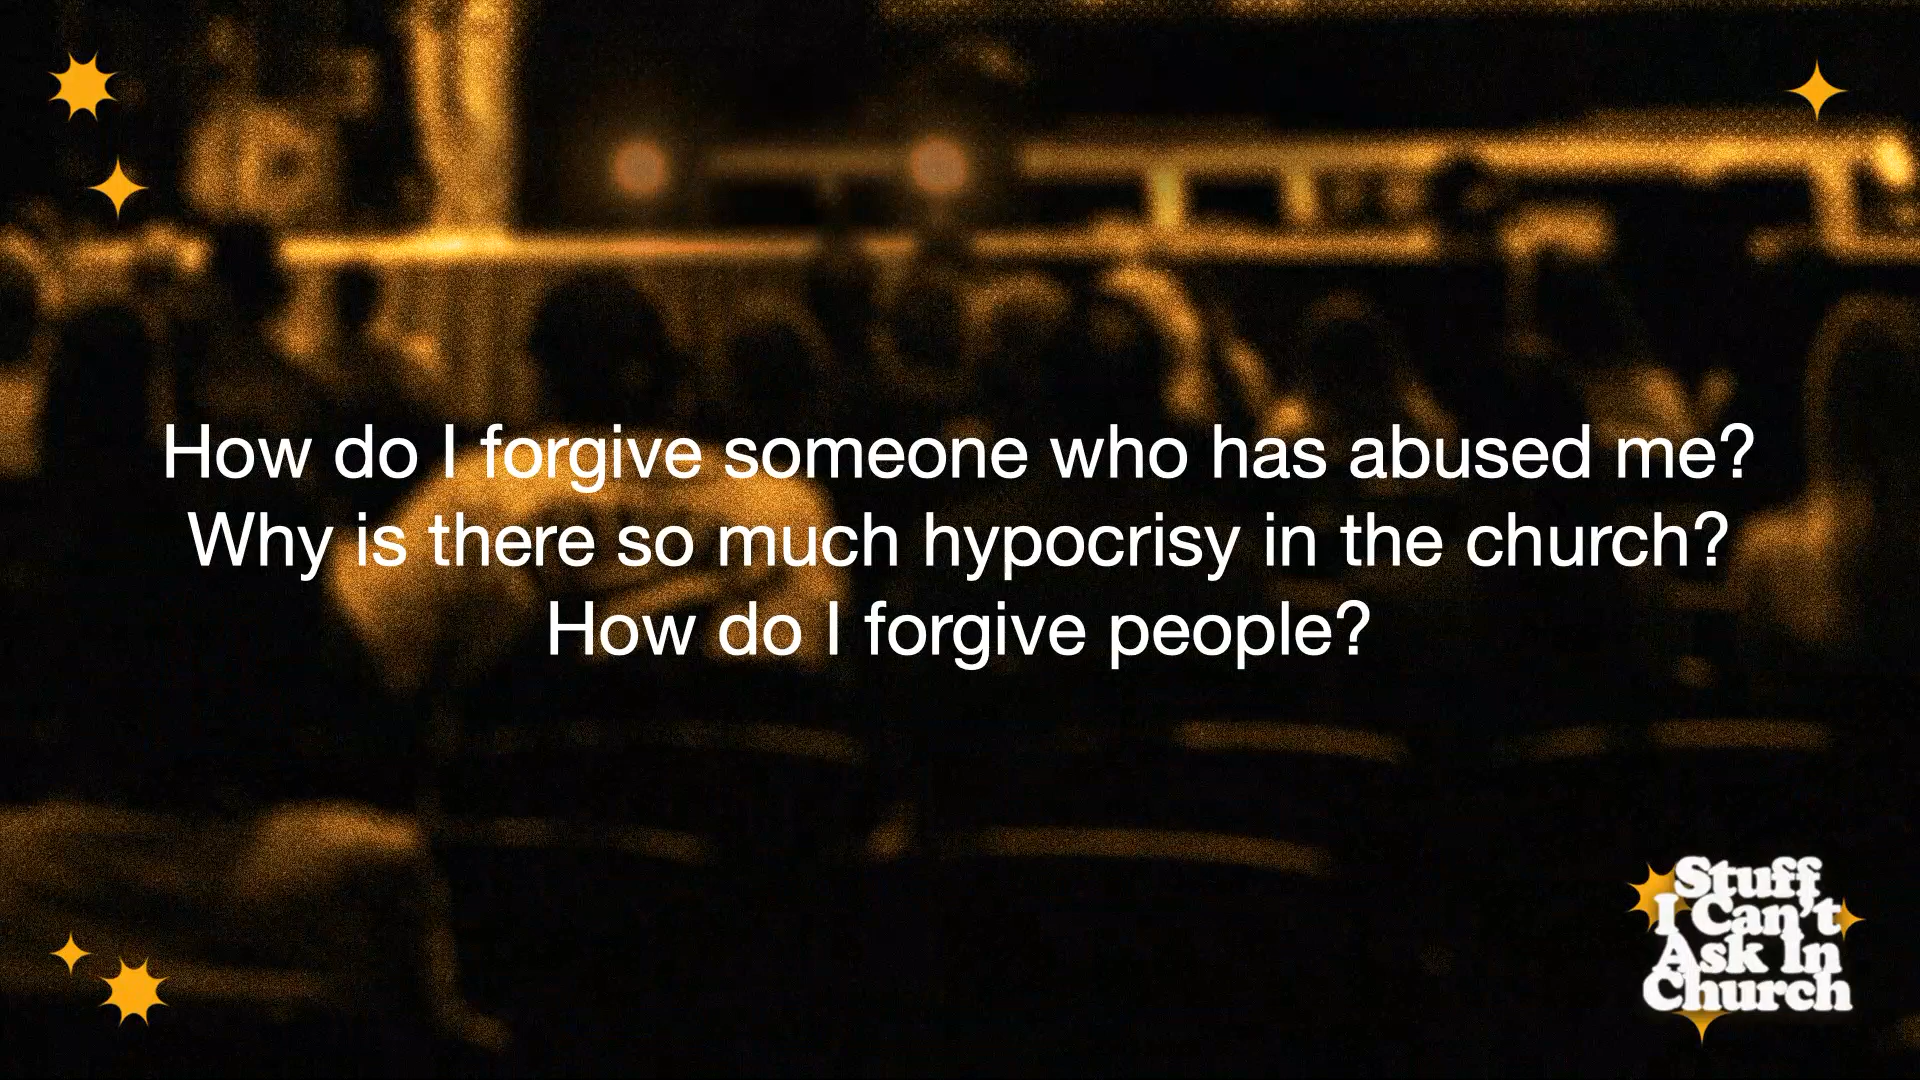 How do I forgive someone who has abused me?
Why is there so much hypocrisy in the church?
How do I forgive people?
Stuff
I Can't
Ask In
Church